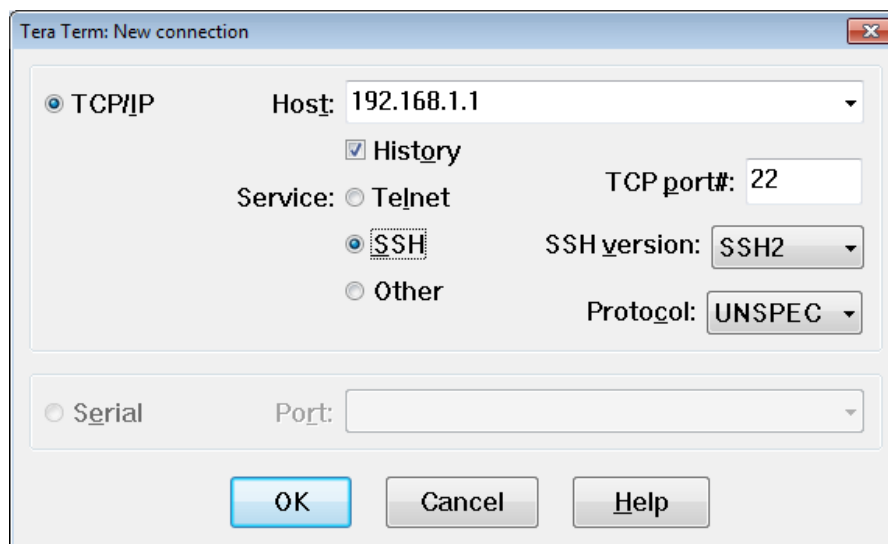 Tera Term: New connection
TCP/IP Host: 192.168.1.1
History
Service: Telnet TCP port#: 22
SSH SSH version: SSH2
Other Protocol: UNSPEC
Serial Port:
OK Cancel Help